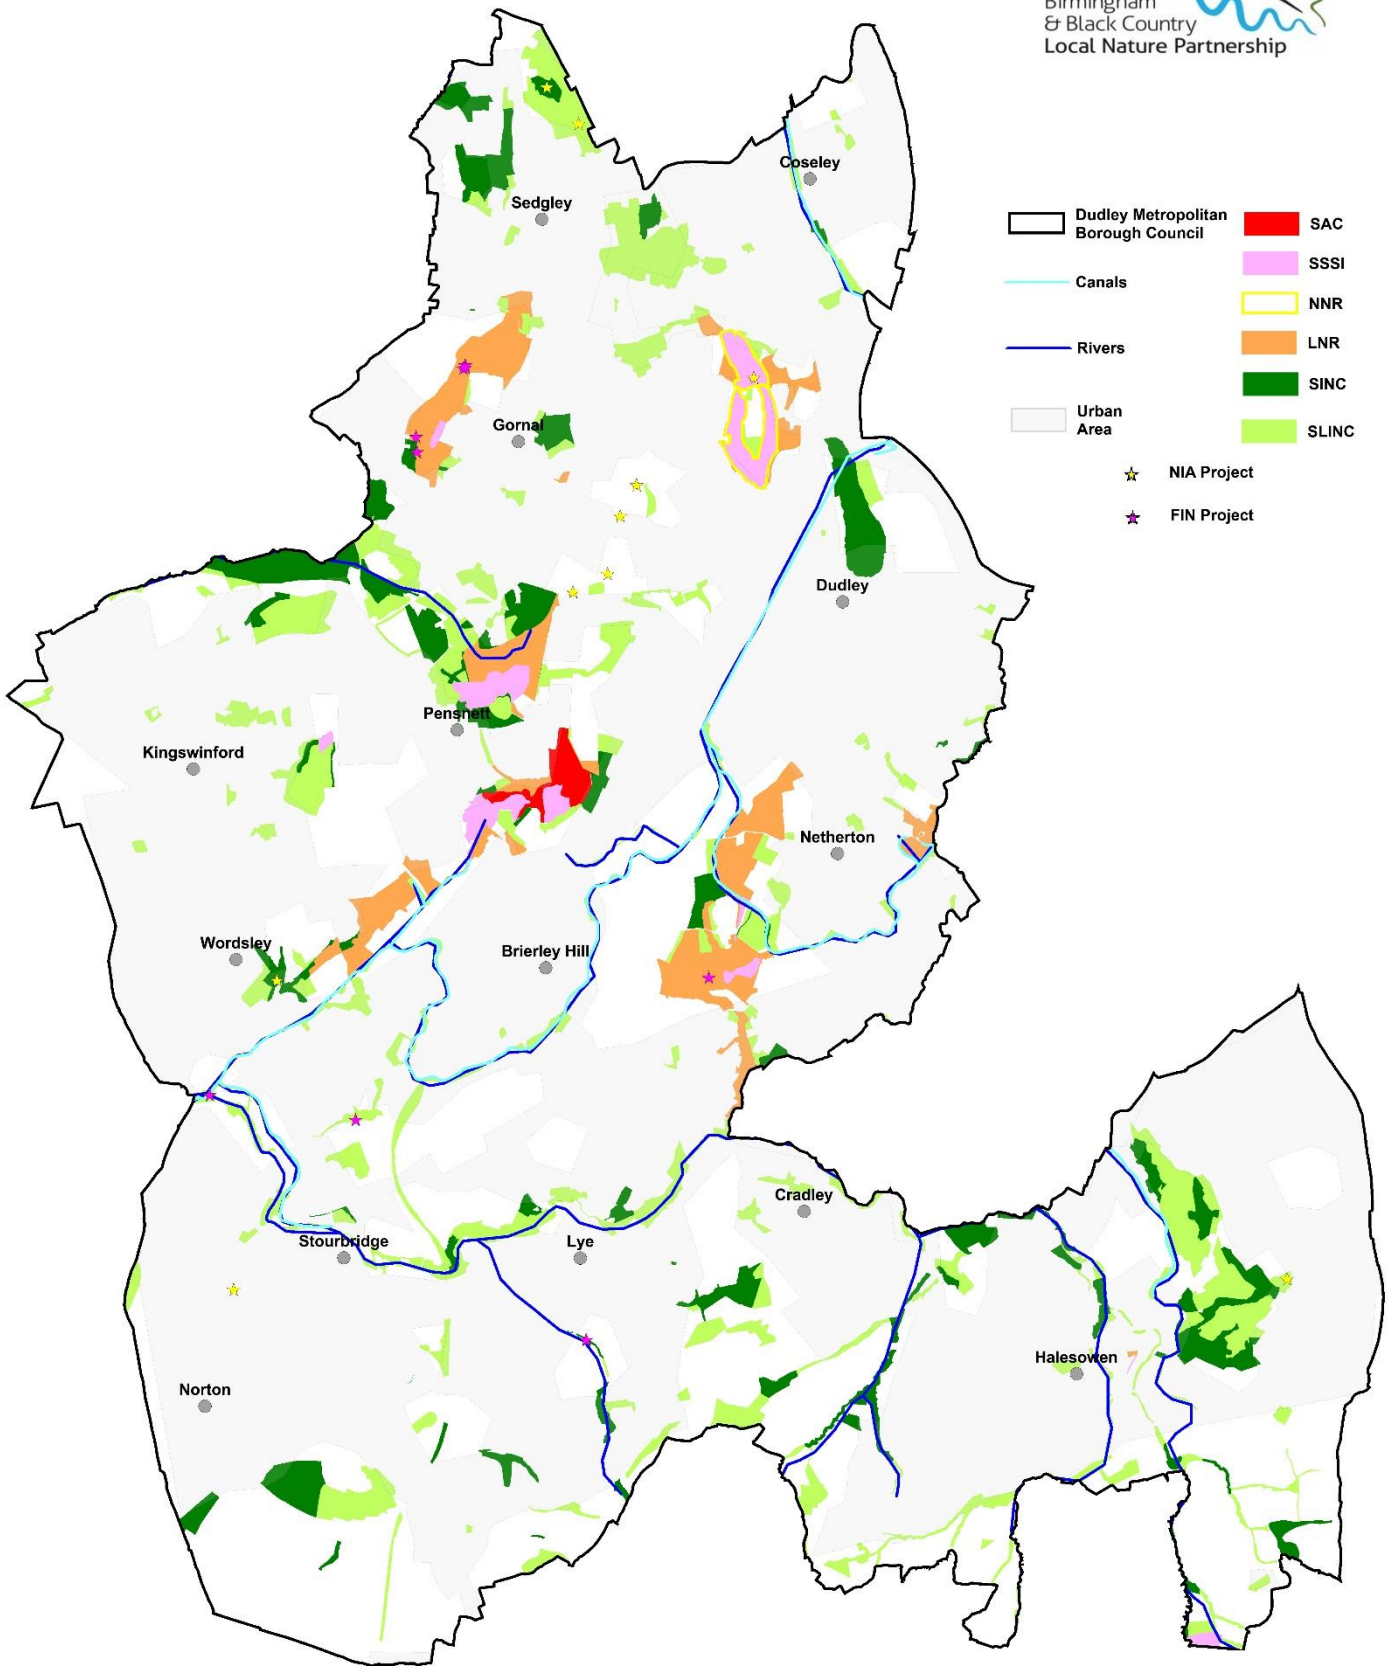 Birmingham
& Black Country
Local Nature Partnership
Coseley
Sedgley
Dudley Metropolitan
Borough Council
SAC
SSSI
Canals
NNR
Rivers
LNR
SINC
Urban
Area
SLINC
NIA Project
FIN Project
Gornal
Dudley
Pensnett
Kingswinford
Netherton
Wordsley
Brierley Hill
Cradley
Stourbridge
Lye
Halesowen
Norton